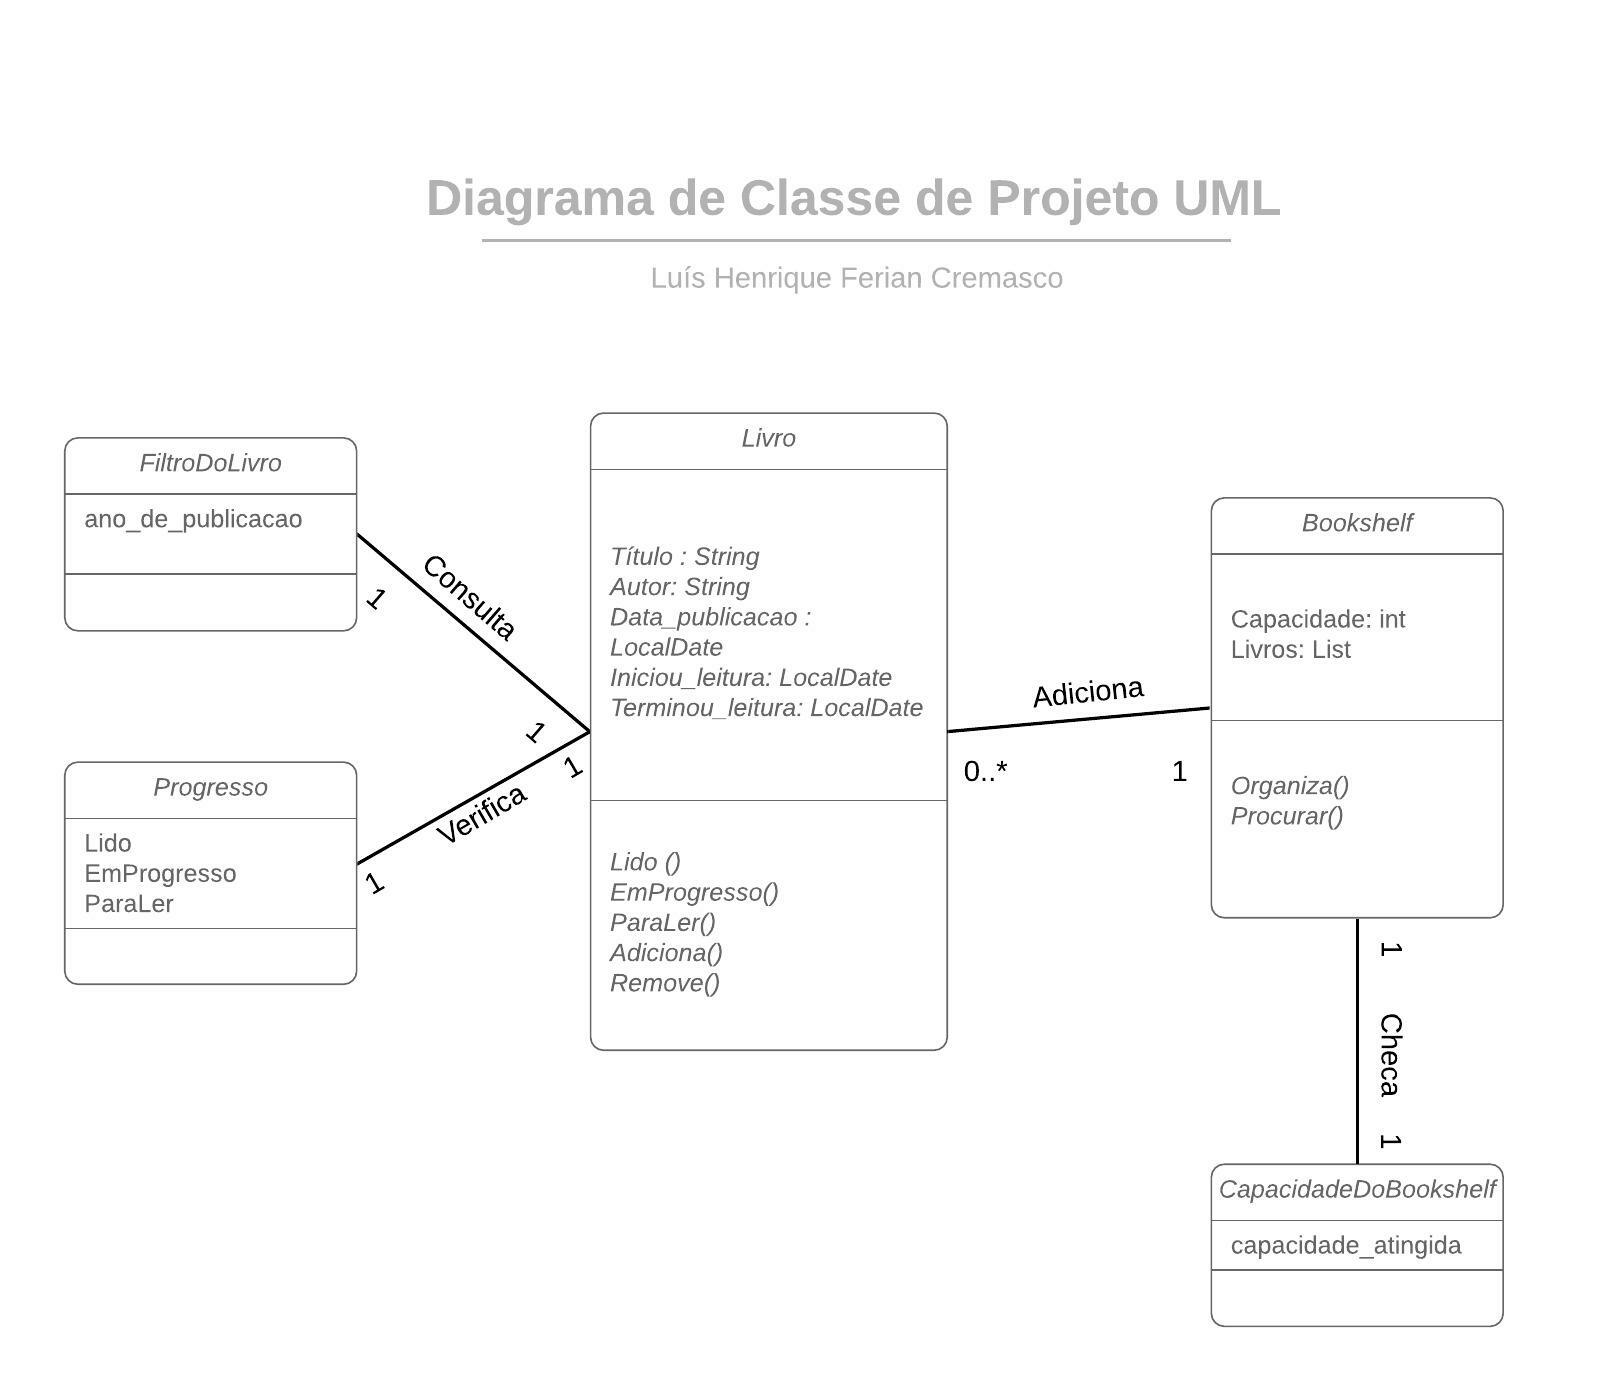 Diagrama de Classe de Projeto UML
Luís Henrique Ferian Cremasco
FiltroDoLivro
ano_de_publicacao
Consulta
1
1
Progresso
Lido
EmProgresso
ParaLer
Verifica
1
1
Livro
Título : String
Autor: String
Data_publicacao :
LocalDate
Iniciou_leitura: LocalDate
Terminou_leitura: LocalDate
Lido ()
EmProgresso()
ParaLer()
Adiciona()
Remove()
Adiciona
0..*
1
Bookshelf
Capacidade: int
Livros: List
Organiza()
Procurar()
1
Checa
1
CapacidadeDoBookshelf
capacidade_atingida